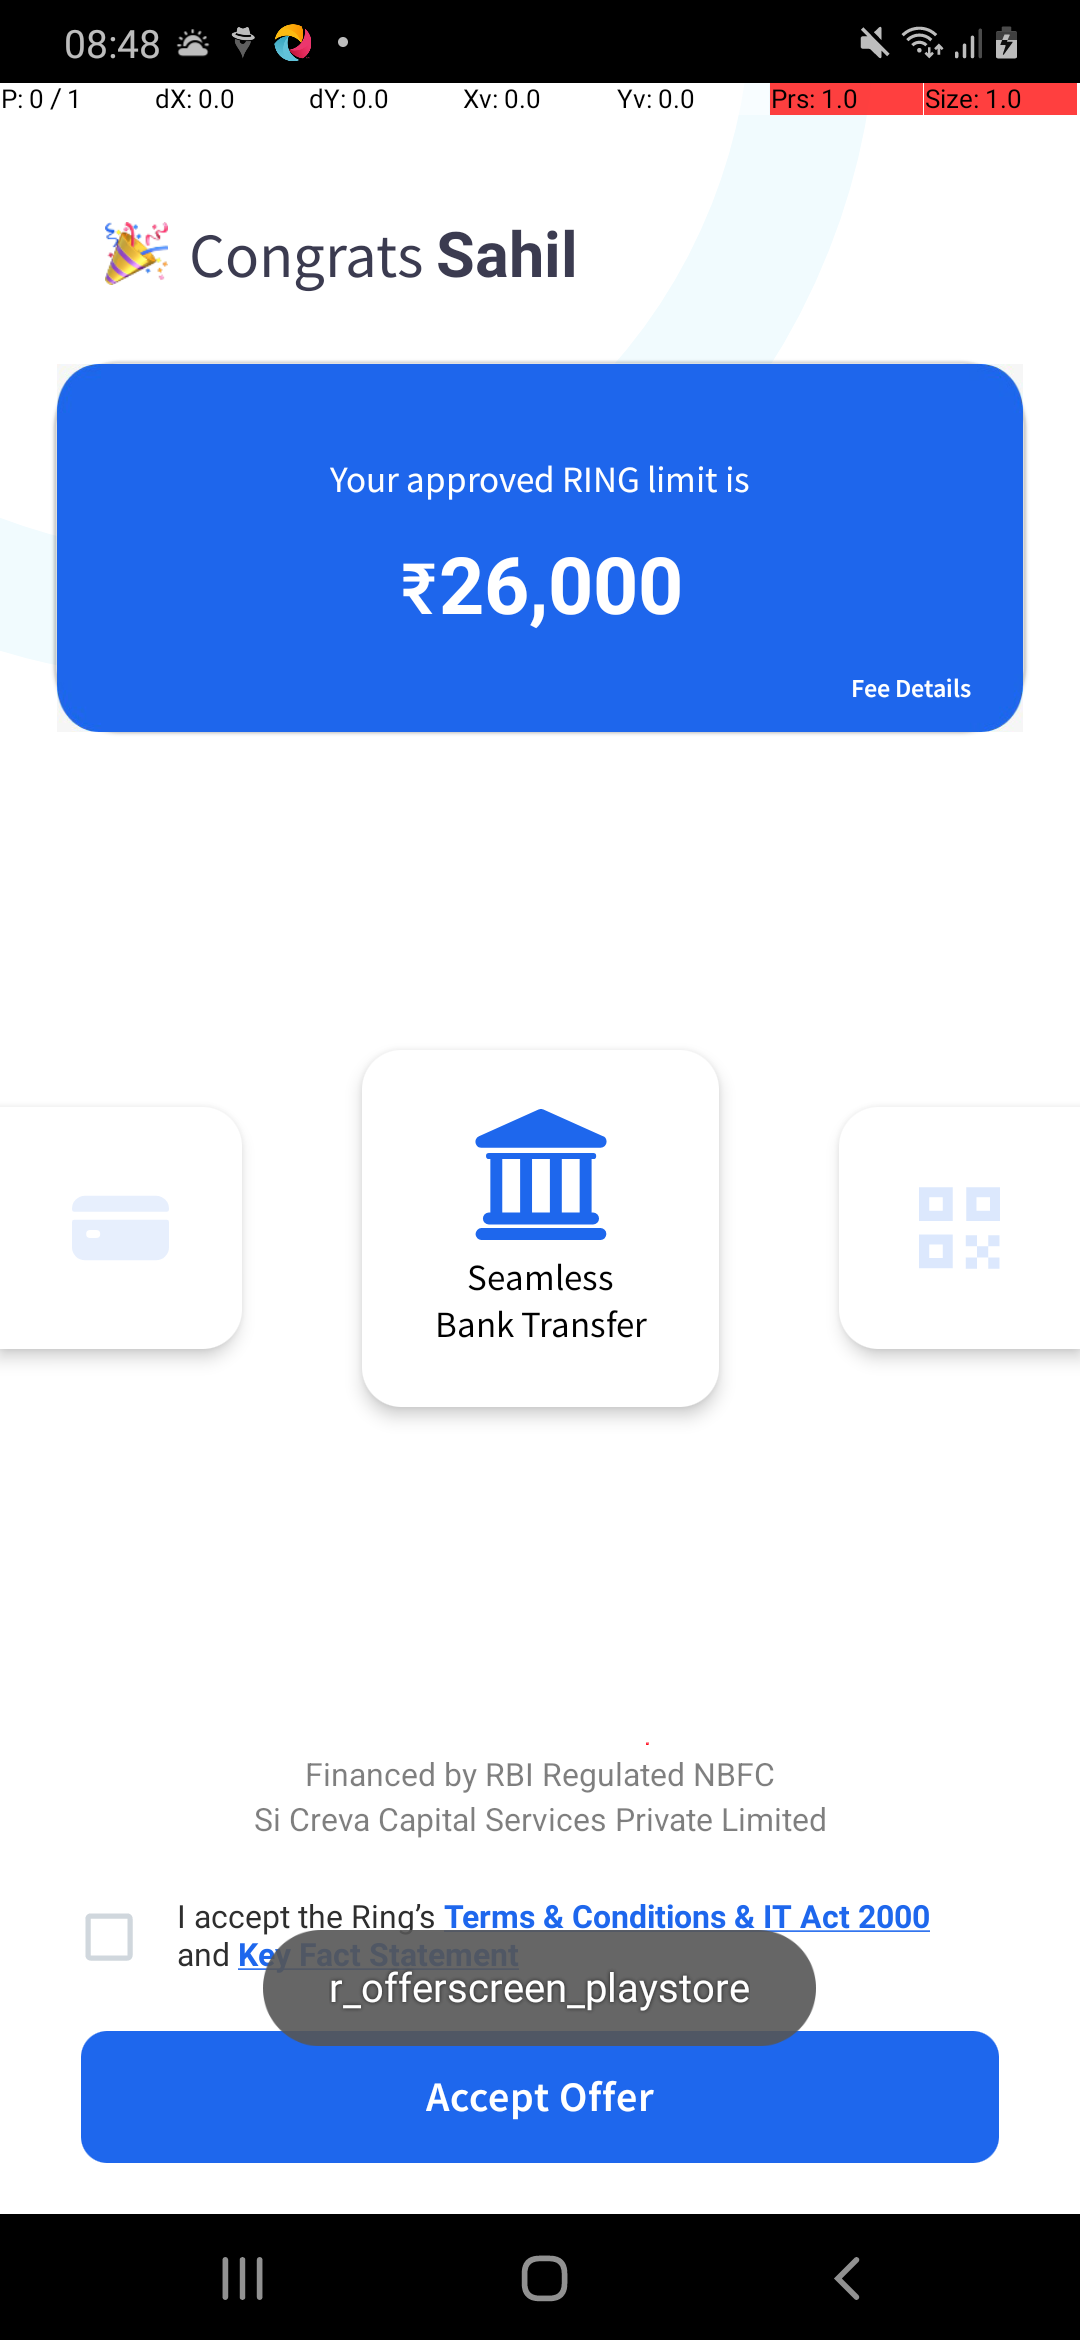 08:48
P: 0 / 1 dX: 0.0 dY: 0.0 Xv: 0.0 Yv: 0.0 Prs: 1.0 Size: 1.0
Congrats Sahil
Your approved RING limit is
₹26,000
Fee Details
Seamless
Bank Transfer
Financed by RBI Regulated NBFC
Si Creva Capital Services Private Limited
I accept the Ring’s Terms & Conditions & IT Act 2000
and Key Fact Statement
r_offerscreen_playstore
Accept Offer